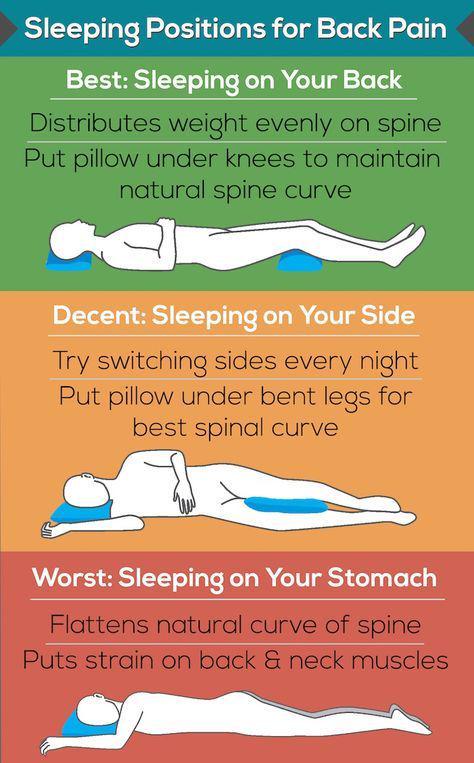 Sleeping Positions for Back Pain
Best: Sleeping on Your Back
Distributes weight evenly on spine
Put pillow under knees to maintain
natural spine curve
Decent: Sleeping on Your Side
Try switching sides every night
Put pillow under bent legs for
best spinal curve
Worst: Sleeping on Your Stomach
Flattens natural curve of spine
Puts strain on back & neck muscles